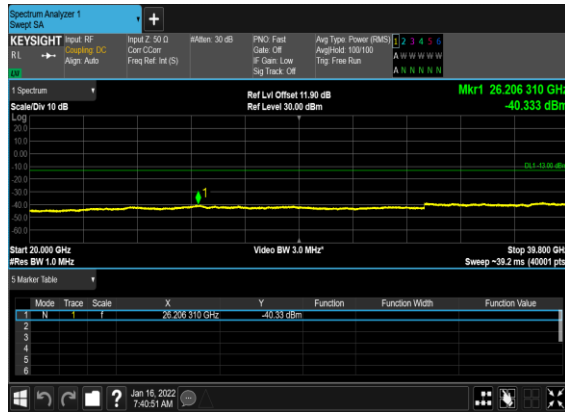 Spectrum Analyzer 1
Swept SA
+
KEYSIGHT Input: RF Input Z: 50 Ω #Atten: 30 dB PNO: Fast Avg Type: Power (RMS) 1 2 3 4 5 6
RL Coupling: DC Corr CCorr Gate: Off Avg|Hold: 100/100 A W W W W W
Align: Auto Freq Ref: Int (S) IF Gain: Low Trig: Free Run
Sig Track: Off A N N N N N
LU
1 Spectrum Ref Lvl Offset 11.90 dB Mkr1 26.206 310 GHz
Scale/Div 10 dB Ref Level 30.00 dBm -40.333 dBm
Log
20.0
10.0
0.00
-10.0
DL1 -13.00 dBm
-20.0
-30.0
1
-40.0
-50.0
-60.0
Start 20.000 GHz Video BW 3.0 MHz* Stop 39.800 GHz
#Res BW 1.0 MHz Sweep ~39.2 ms (40001 pts)
5 Marker Table
Mode Trace Scale X Y Function Function Width Function Value
1 N 1 f 26.206 310 GHz -40.33 dBm
2
3
4
5
6
? Jan 16, 2022
7:40:51 AM